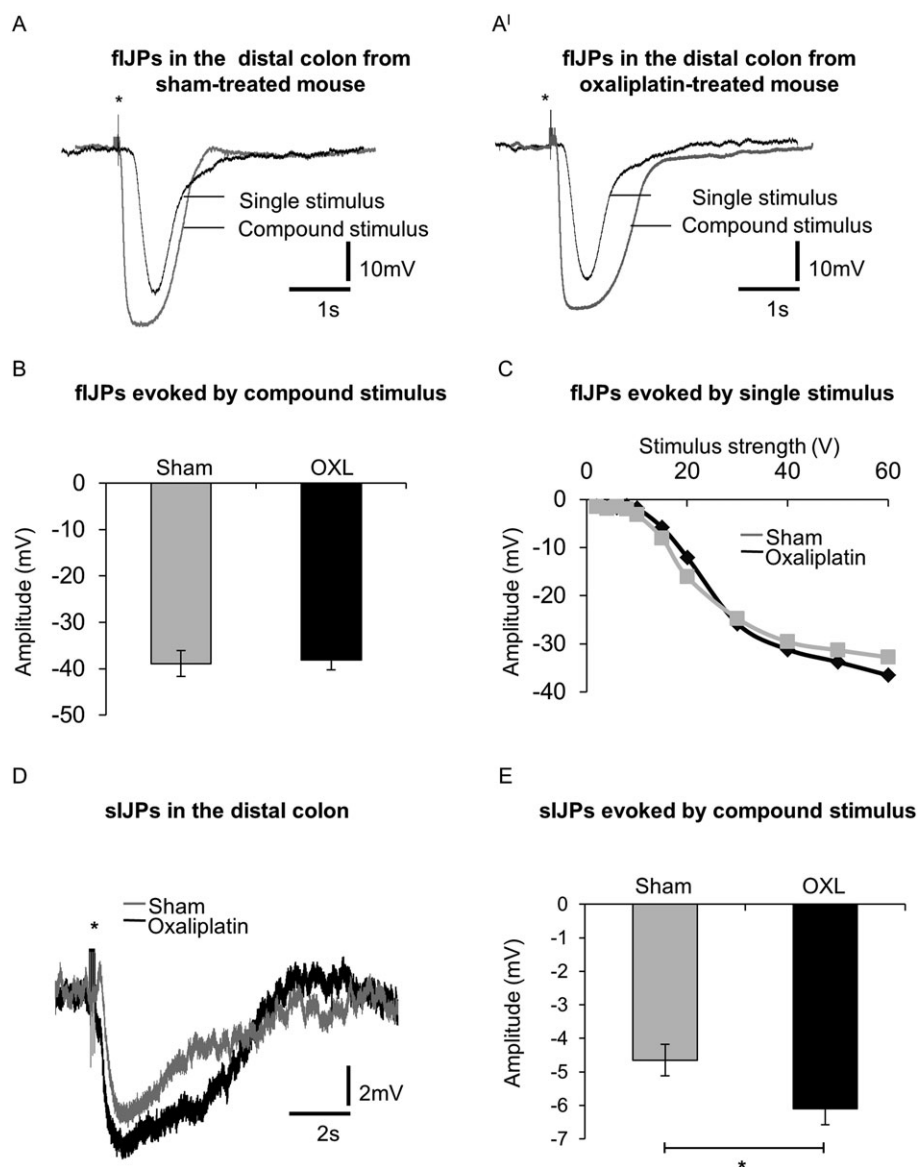 A
fIJPs in the distal colon from
sham-treated mouse
*
Single stimulus
Compound stimulus
10mV
1s
Aᴵ
fIJPs in the distal colon from
oxaliplatin-treated mouse
*
Single stimulus
Compound stimulus
10mV
1s
B
fIJPs evoked by compound stimulus
Sham OXL
0
-10
-20
-30
-40
-50
Amplitude (mV)
C
fIJPs evoked by single stimulus
Stimulus strength (V)
0 20 40 60
0
-10
-20
-30
-40
Amplitude (mV)
Sham
Oxaliplatin
D
sIJPs in the distal colon
Sham
Oxaliplatin
*
2mV
2s
E
sIJPs evoked by compound stimulus
Sham OXL
0
-1
-2
-3
-4
-5
-6
-7
Amplitude (mV)
*